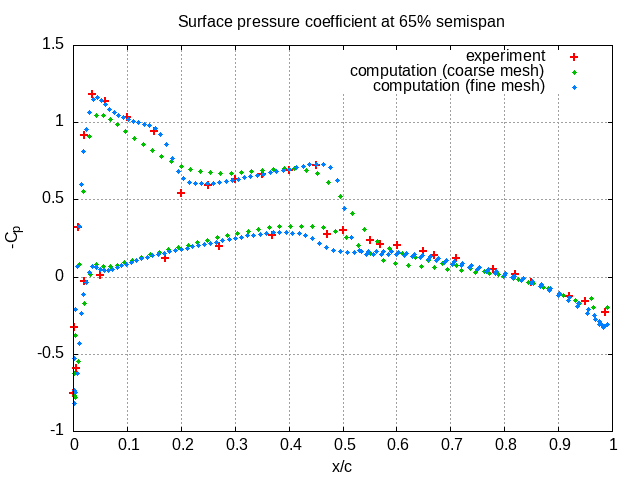 Surface pressure coefficient at 65% semispan
1.5
experiment
computation (coarse mesh)
computation (fine mesh)
1
0.5
-Cp
0
-0.5
-1
0 0.1 0.2 0.3 0.4 0.5 0.6 0.7 0.8 0.9 1
x/c